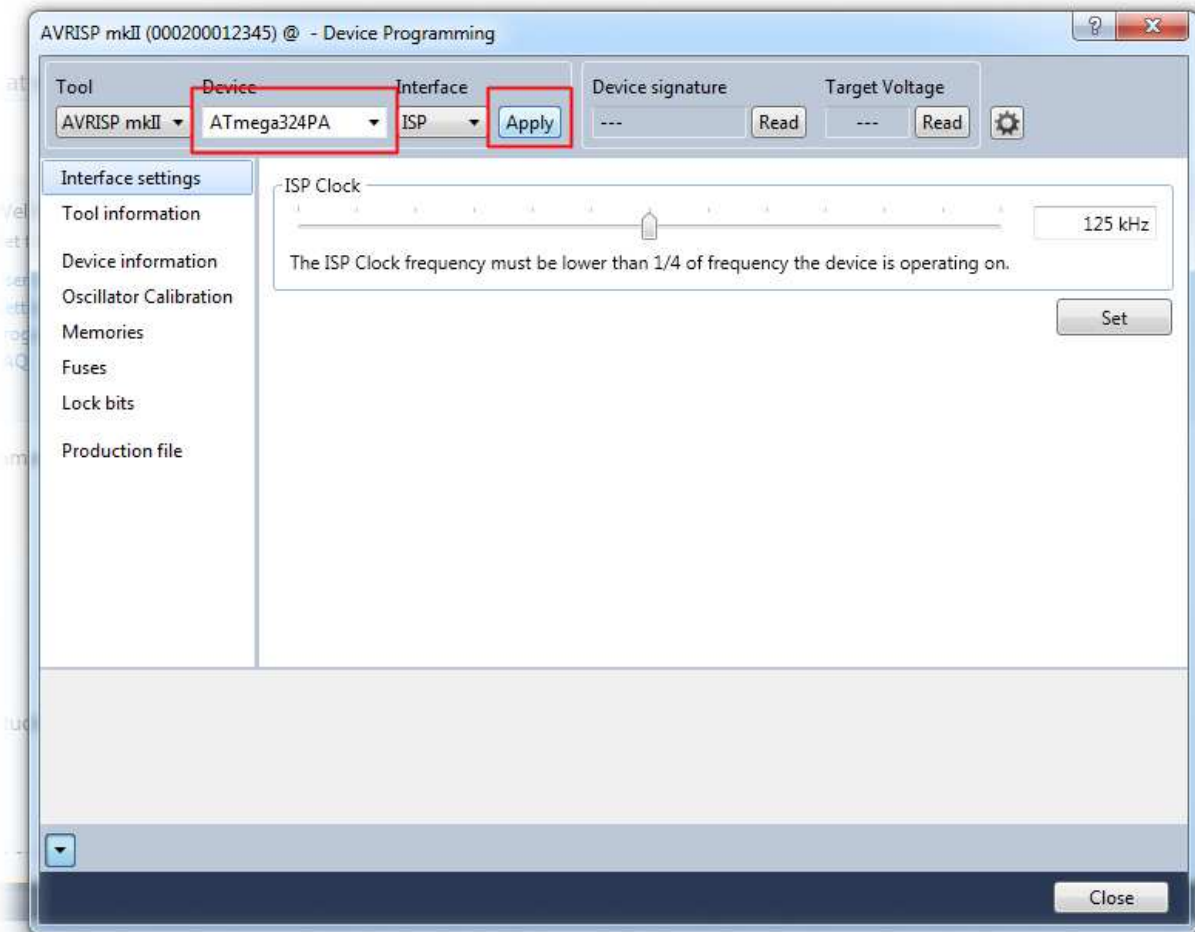 AVRISP mkII (000200012345) @  - Device Programming
Tool Device Interface Device signature Target Voltage
AVRISP mkII ATmega324PA ISP Apply --- Read --- Read
Interface settings
Tool information
Device information
Oscillator Calibration
Memories
Fuses
Lock bits
Production file
ISP Clock
125 kHz
The ISP Clock frequency must be lower than 1/4 of frequency the device is operating on.
Set
Close